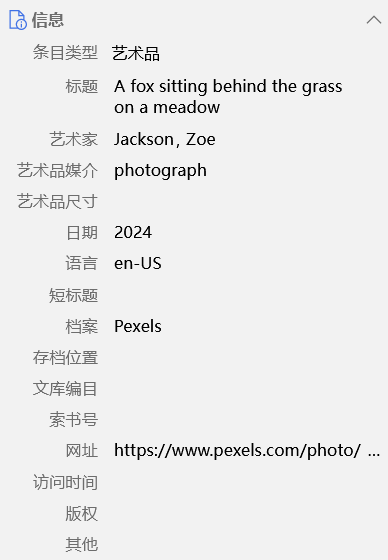 信息
条目类型 艺术品
标题 A fox sitting behind the grass
on a meadow
艺术家 Jackson, Zoe
艺术品媒介 photograph
艺术品尺寸
日期 2024
语言 en-US
短标题
档案 Pexels
存档位置
文库编目
索书号
网址 https://www.pexels.com/photo/ ...
访问时间
版权
其他